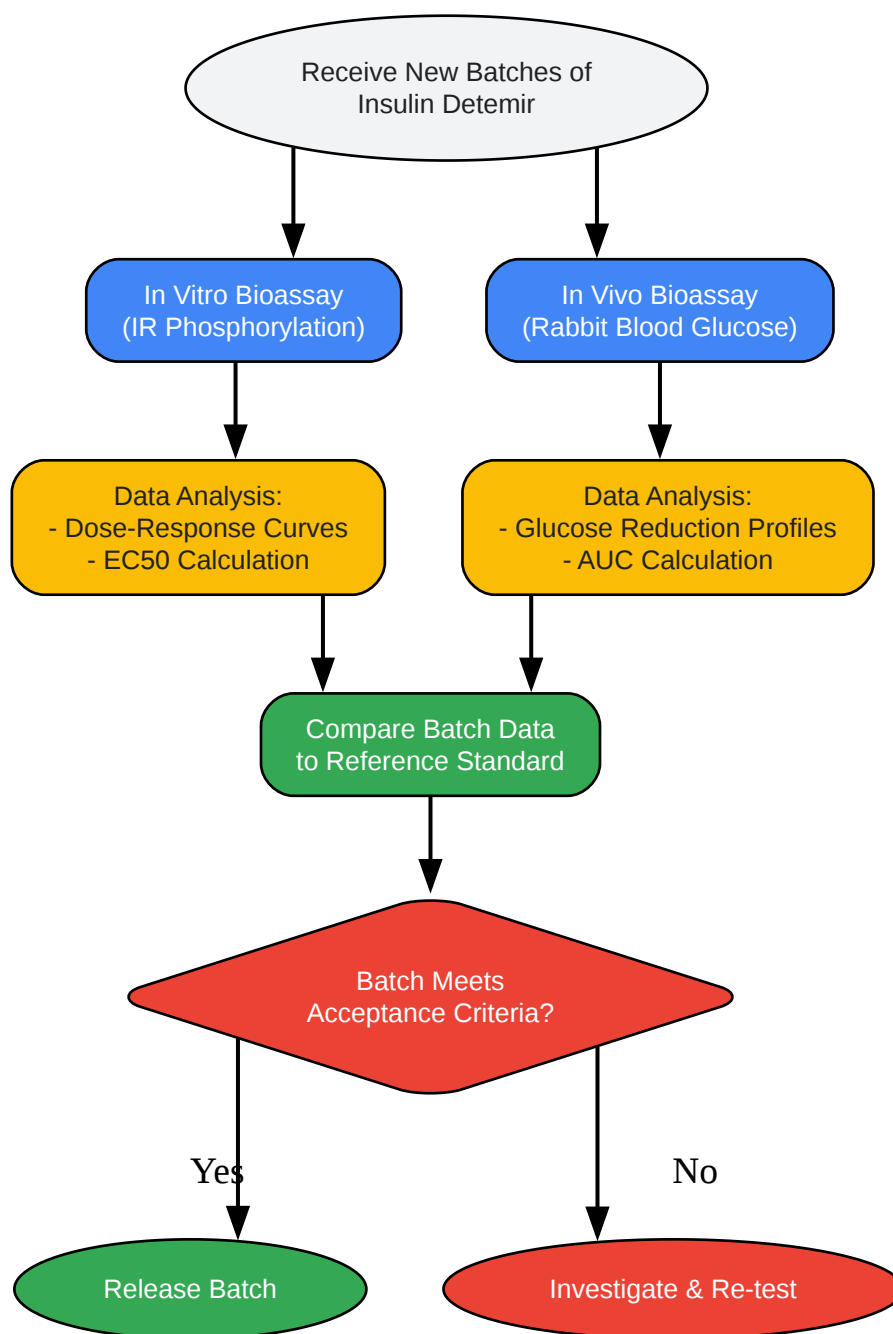 Receive New Batches of
Insulin Detemir
In Vitro Bioassay
(IR Phosphorylation)
In Vivo Bioassay
(Rabbit Blood Glucose)
Data Analysis:
- Dose-Response Curves
- EC50 Calculation
Data Analysis:
- Glucose Reduction Profiles
- AUC Calculation
Compare Batch Data
to Reference Standard
Batch Meets
Acceptance Criteria?
Yes
No
Release Batch
Investigate & Re-test